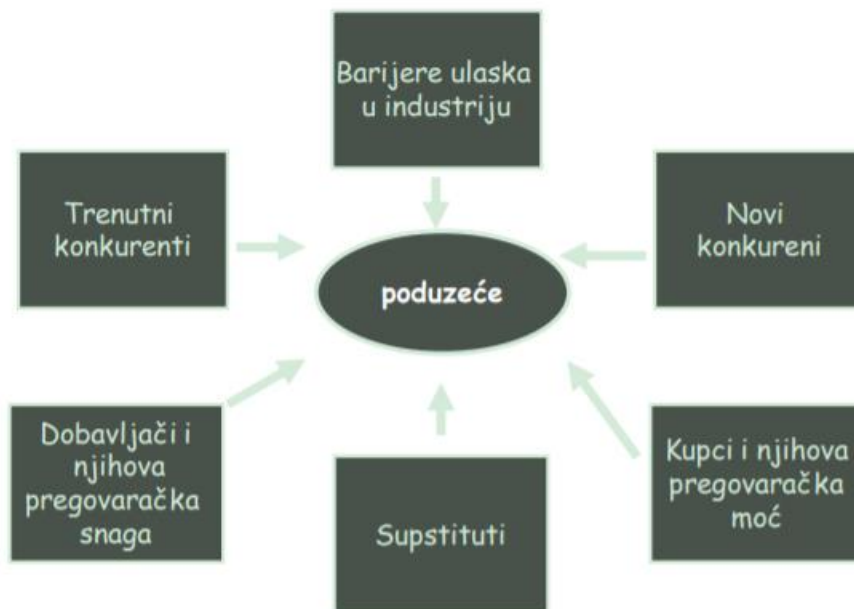 Barijere ulaska
u industriju
Trenutni
konkurenti
Novi
konkureni
poduzeće
Dobavljači i
njihova
pregovaračka
snaga
Supstituti
Kupci i njihova
pregovaračka
moć